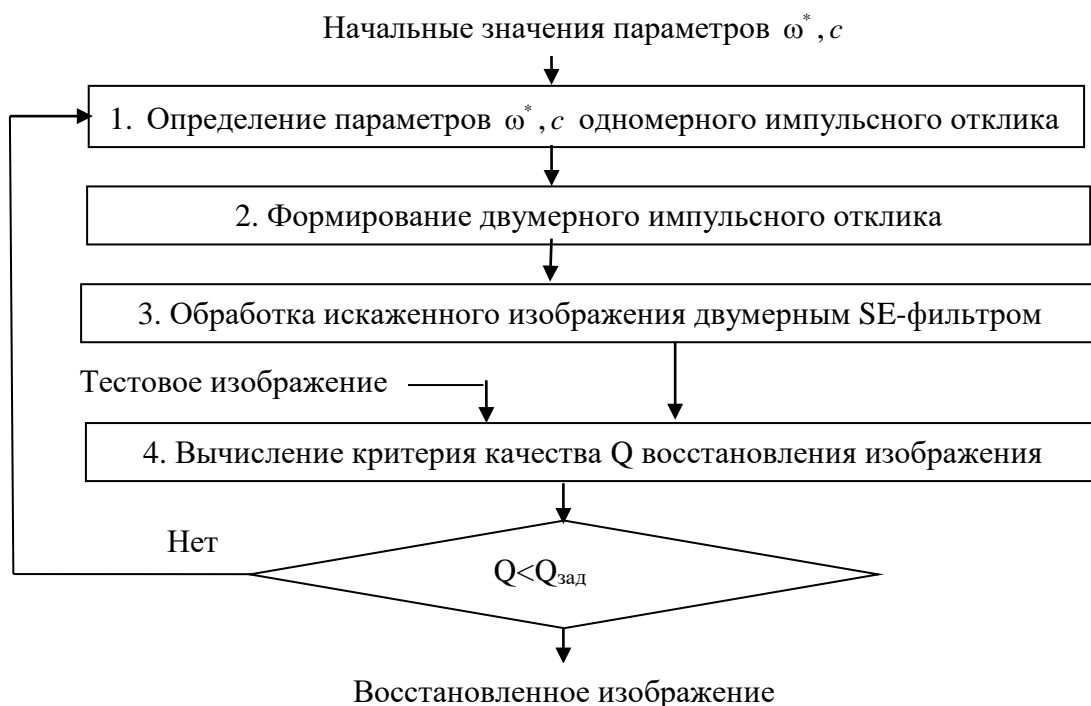 Начальные значения параметров ω*, c
1. Определение параметров ω*, c одномерного импульсного отклика
2. Формирование двумерного импульсного отклика
3. Обработка искаженного изображения двумерным SE-фильтром
Тестовое изображение
4. Вычисление критерия качества Q восстановления изображения
Нет
Q<Qзад
Восстановленное изображение